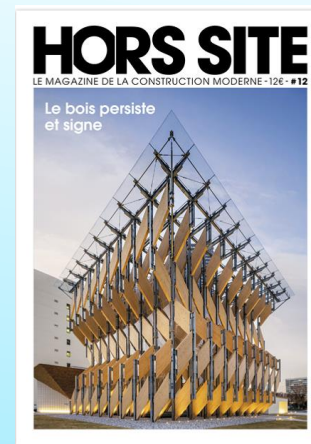 HORS SITE
LE MAGAZINE DE LA CONSTRUCTION MODERNE - 12€ - #12
Le bois persiste
et signe